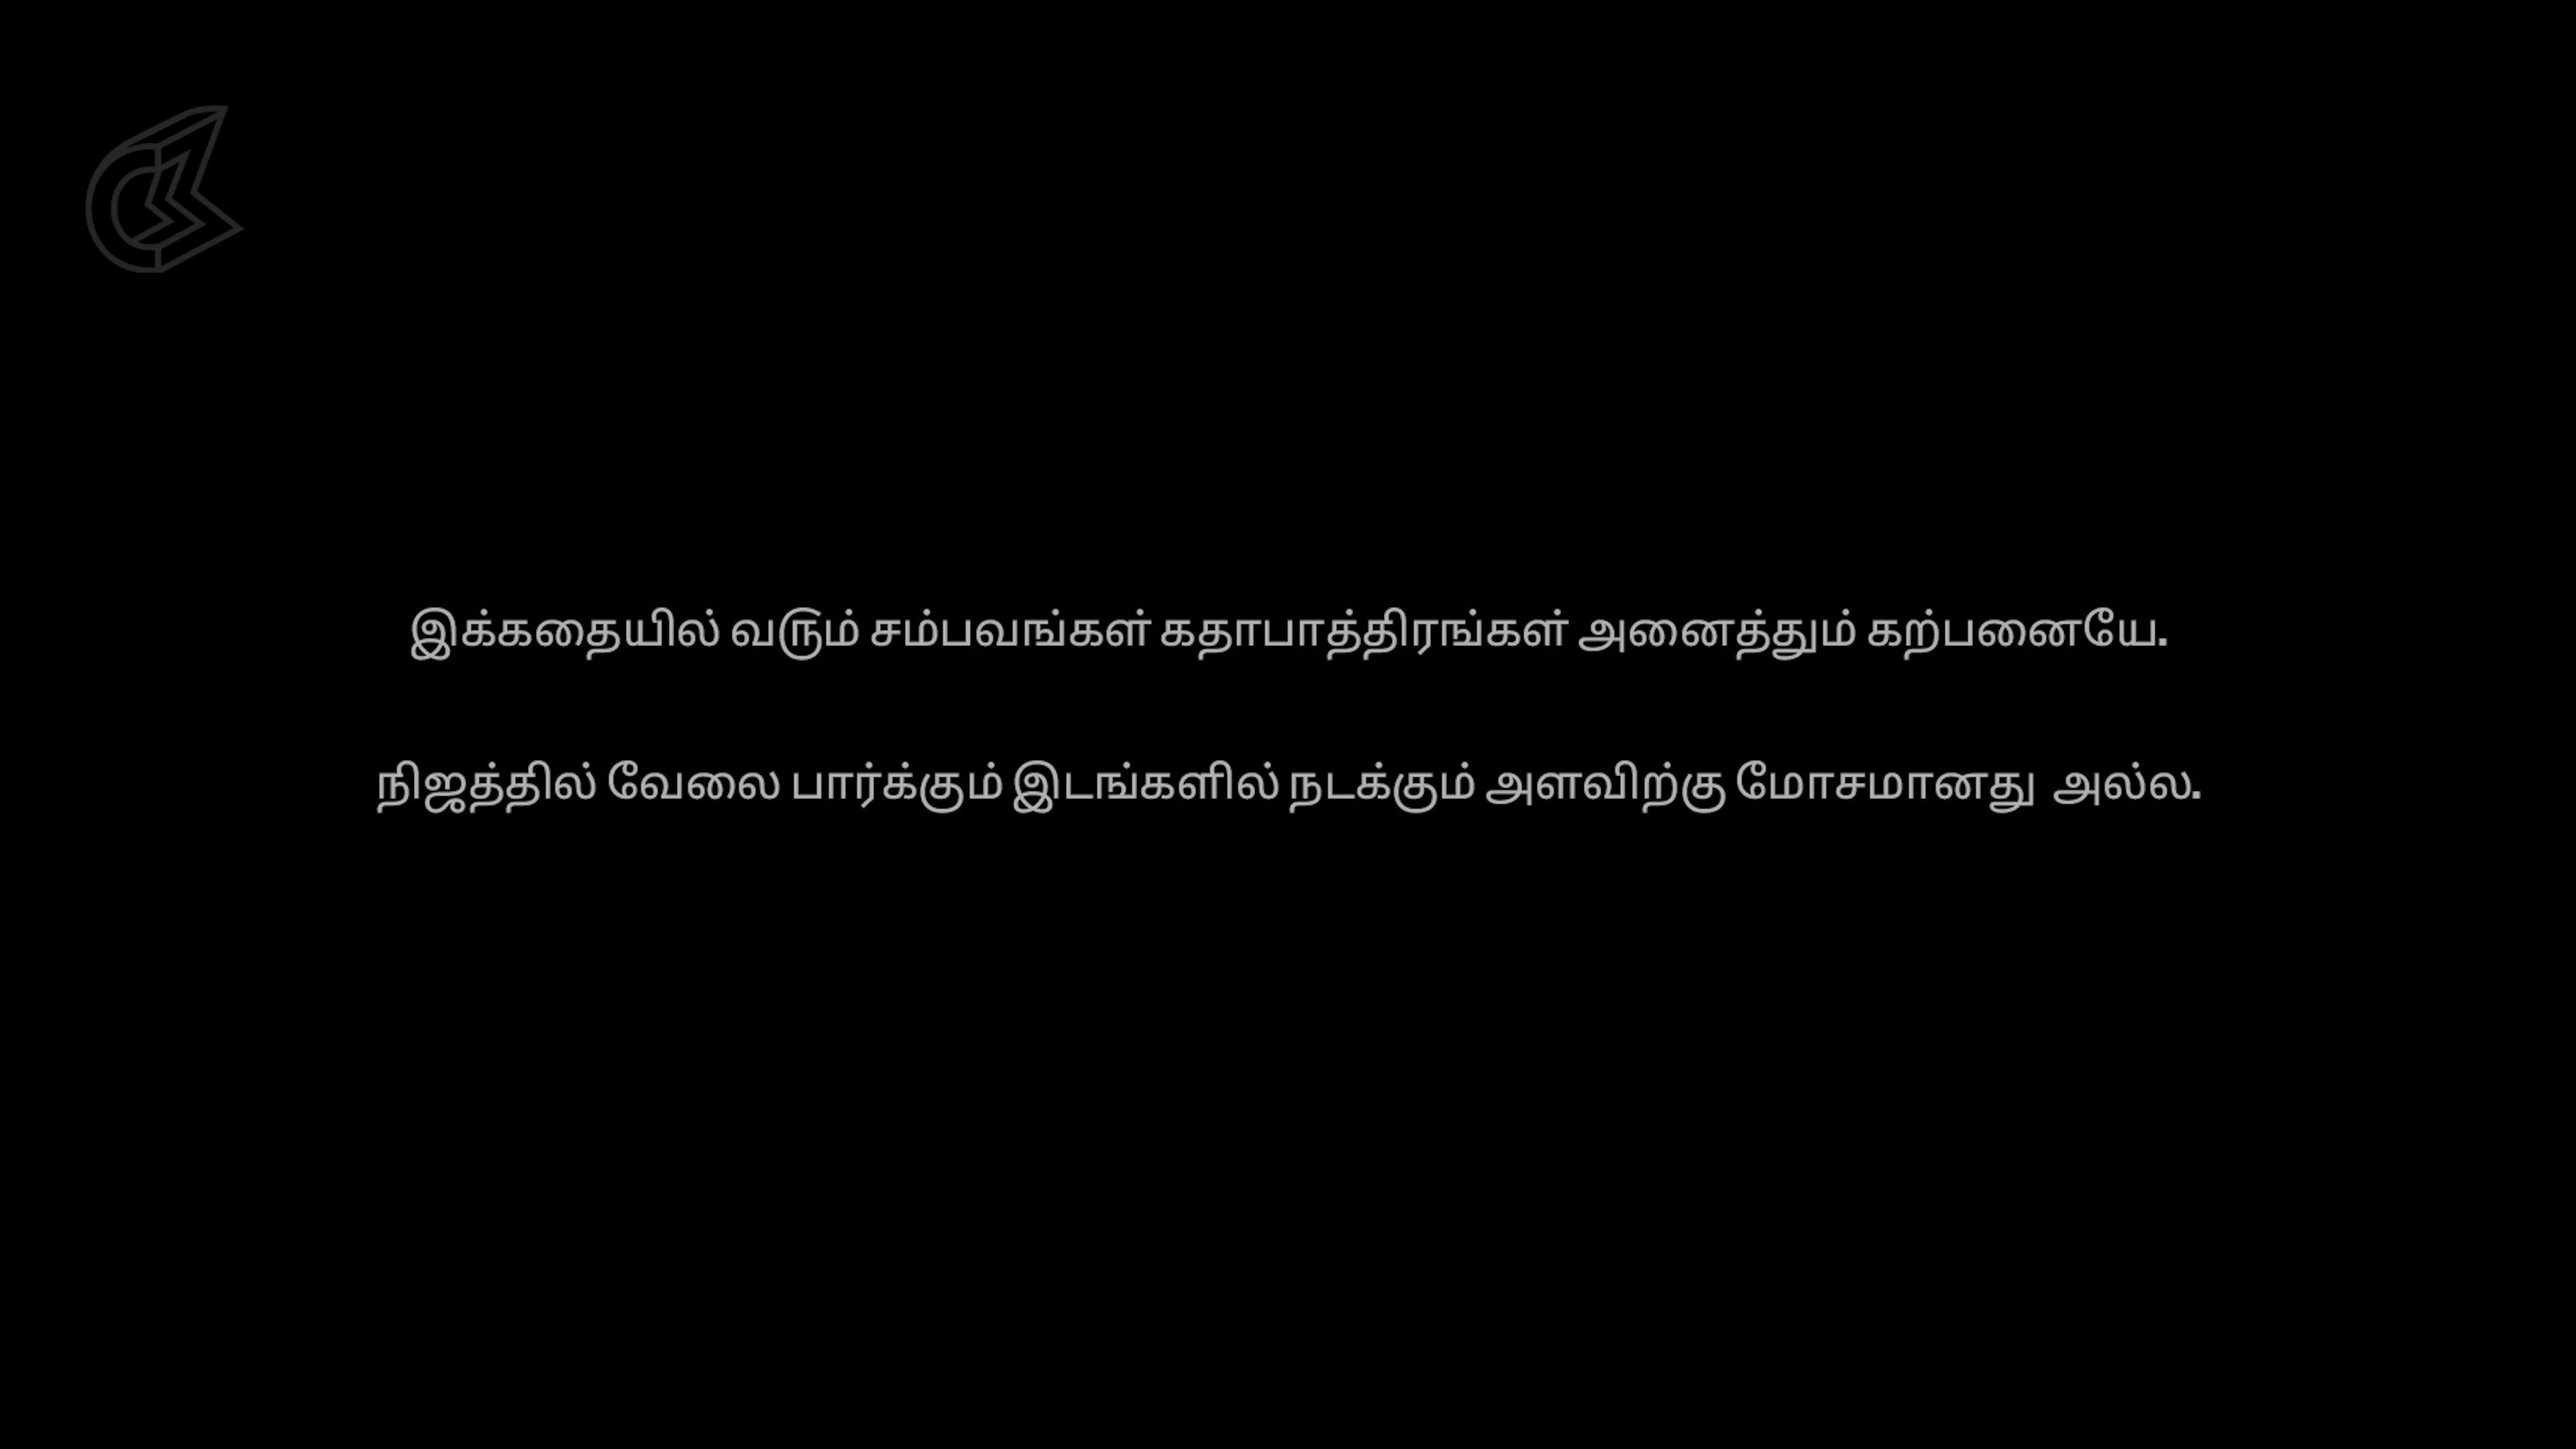 இக்கதையில் வரும் சம்பவங்கள் கதாபாத்திரங்கள் அனைத்தும் கற்பனையே.
நிஜத்தில் வேலை பார்க்கும் இடங்களில் நடக்கும் அளவிற்கு மோசமானது அல்ல.